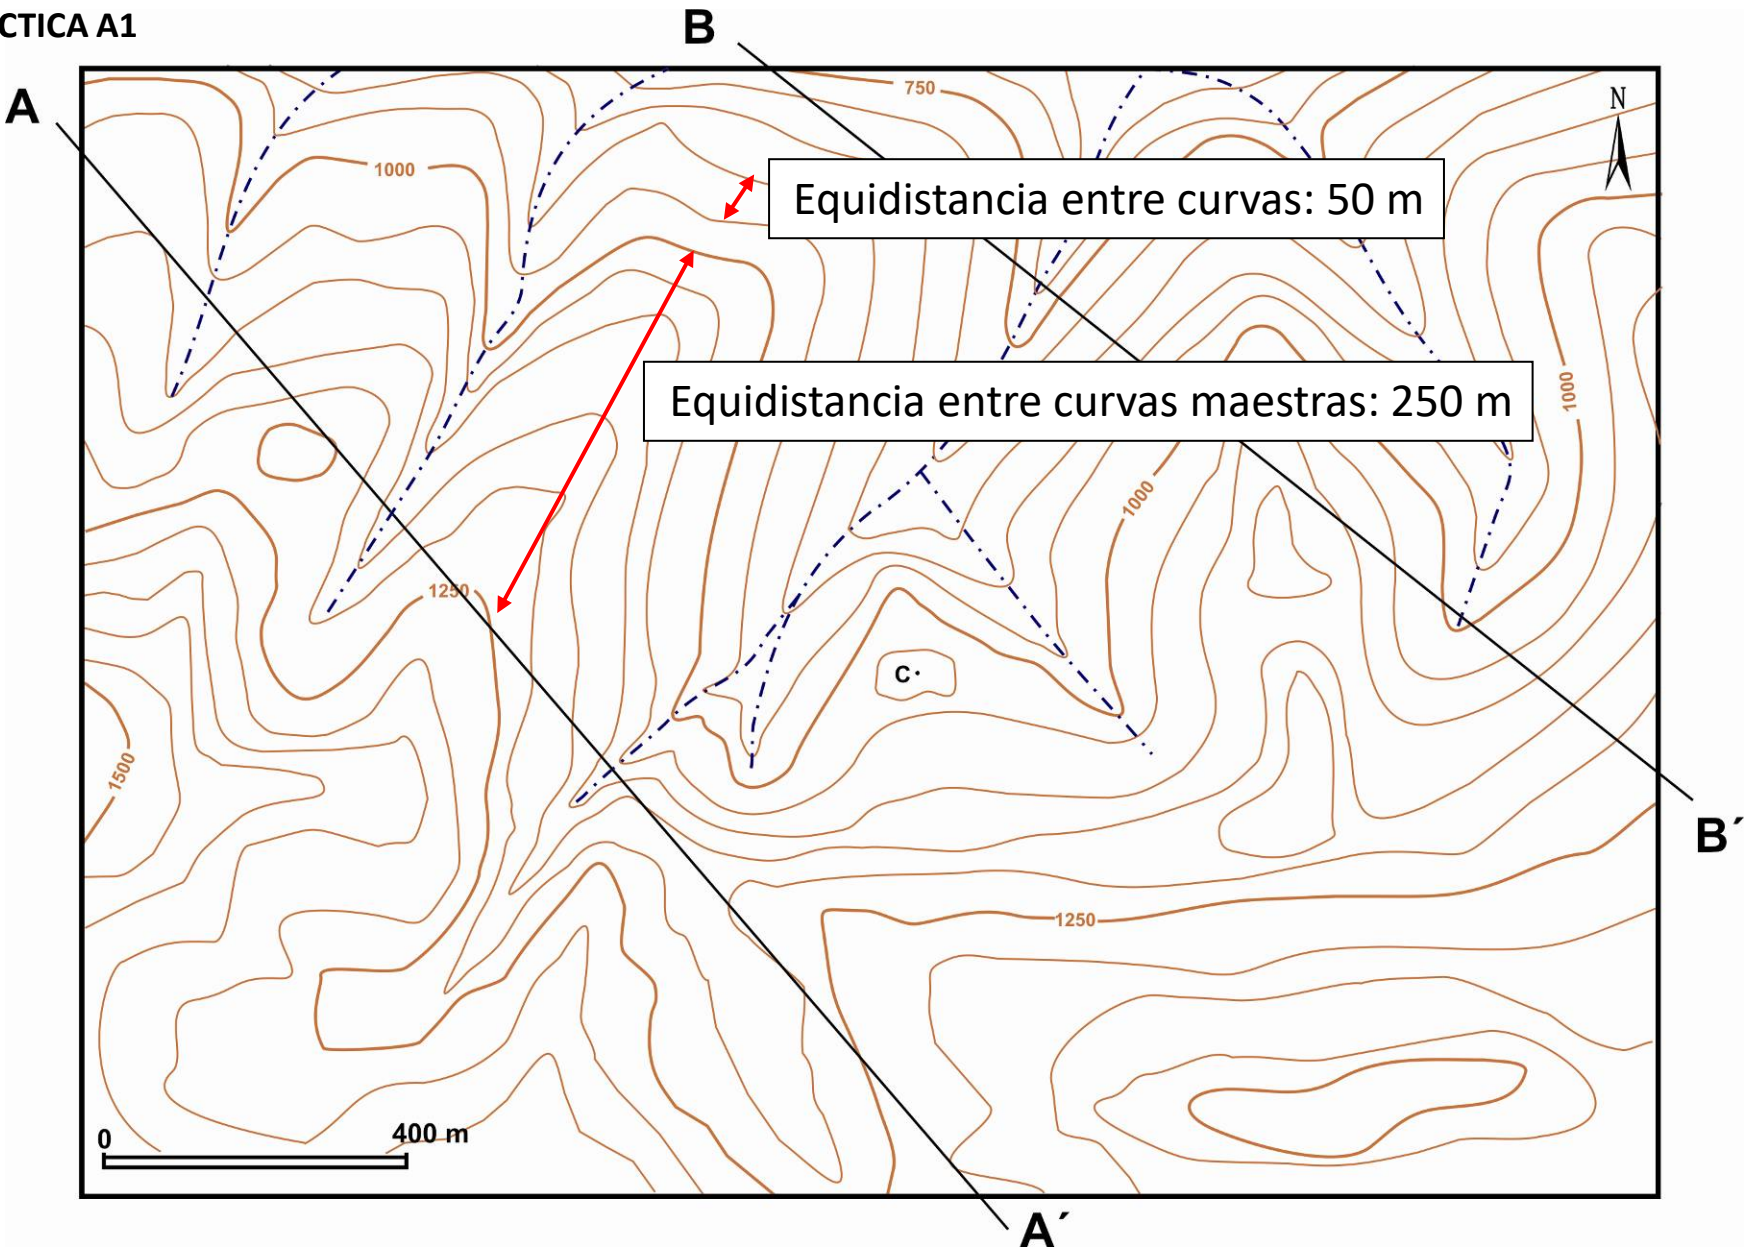 CTICA A1
B
A
750
N
1000
Equidistancia entre curvas: 50 m
Equidistancia entre curvas maestras: 250 m
1000
1000
1250
C
1500
B´
1250
0
400 m
A´